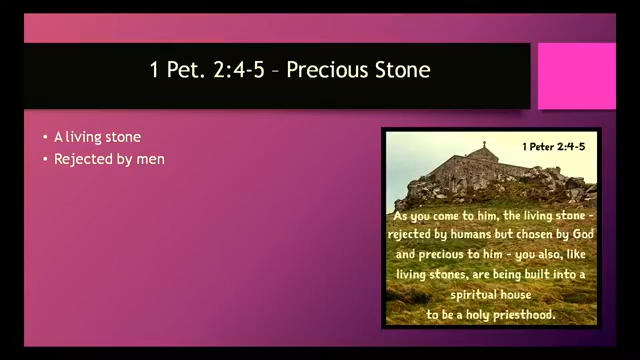 1 Pet. 2:4-5 – Precious Stone
• A living stone
• Rejected by men
1 Peter 2:4-5
As you come to him, the living stone -
rejected by humans but chosen by God
and precious to him - you also, like
living stones, are being built into a
spiritual house
to be a holy priesthood.